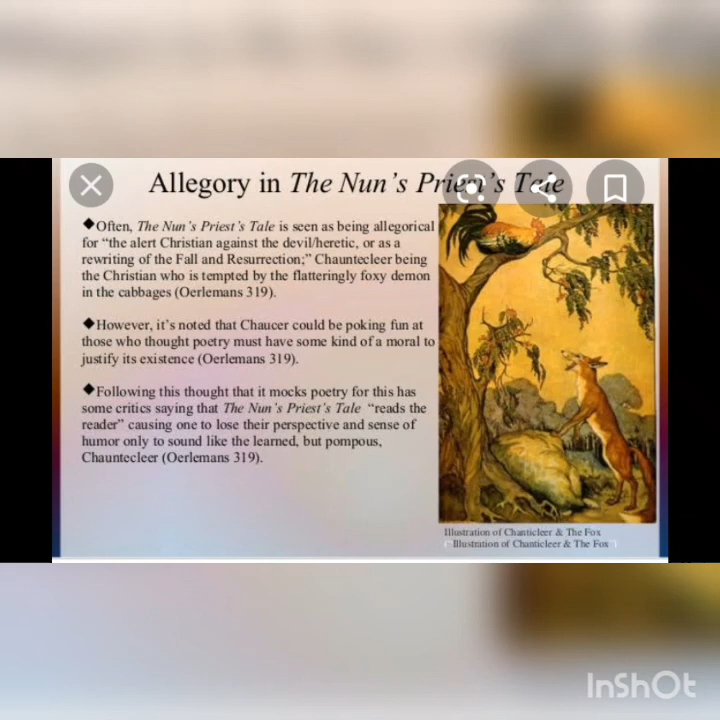 Allegory in The Nun's Priest's Tale
◆Often, The Nun's Priest's Tale is seen as being allegorical
for “the alert Christian against the devil/heretic, or as a
rewriting of the Fall and Resurrection;” Chauntecleer being
the Christian who is tempted by the flatteringly foxy demon
in the cabbages (Oerlemans 319).
◆However, it's noted that Chaucer could be poking fun at
those who thought poetry must have some kind of a moral to
justify its existence (Oerlemans 319).
◆Following this thought that it mocks poetry for this has
some critics saying that The Nun's Priest's Tale “reads the
reader” causing one to lose their perspective and sense of
humor only to sound like the learned, but pompous,
Chauntecleer (Oerlemans 319).
Illustration of Chanticleer & The Fox
Illustration of Chanticleer & The Fox
InShOt